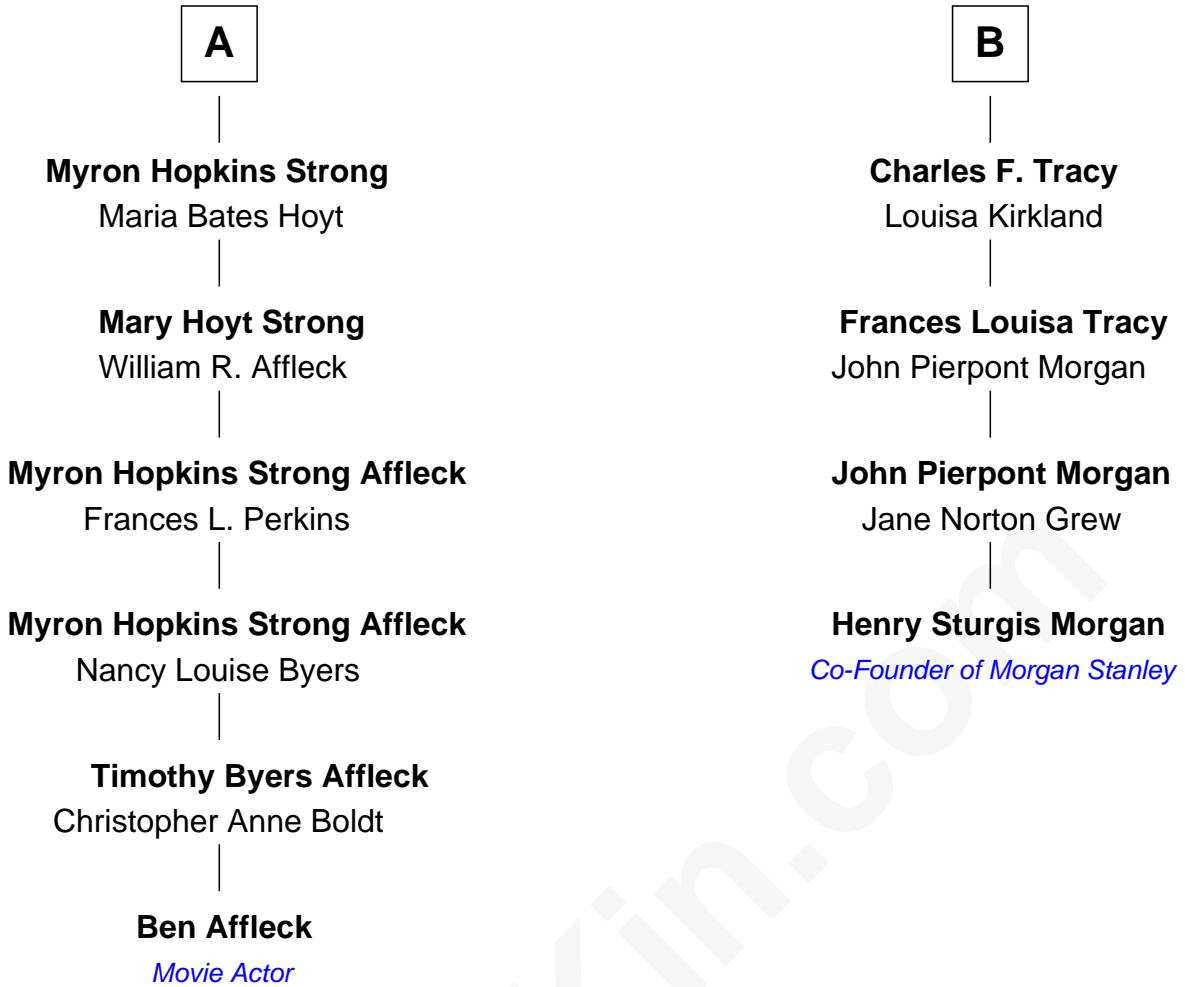 A
Myron Hopkins Strong
Maria Bates Hoyt
Mary Hoyt Strong
William R. Affleck
Myron Hopkins Strong Affleck
Frances L. Perkins
Myron Hopkins Strong Affleck
Nancy Louise Byers
Timothy Byers Affleck
Christopher Anne Boldt
Ben Affleck
Movie Actor
B
Charles F. Tracy
Louisa Kirkland
Frances Louisa Tracy
John Pierpont Morgan
John Pierpont Morgan
Jane Norton Grew
Henry Sturgis Morgan
Co-Founder of Morgan Stanley